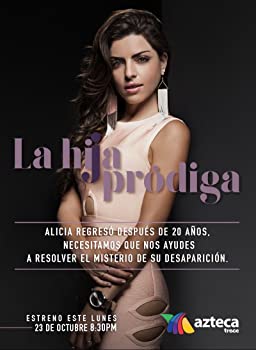 La hija
pródiga
ALICIA REGRESÓ DESPUÉS DE 20 AÑOS,
NECESITAMOS QUE NOS AYUDES
A RESOLVER EL MISTERIO DE SU DESAPARICIÓN.
ESTRENO ESTE LUNES
23 DE OCTUBRE 8:30PM
azteca
trece